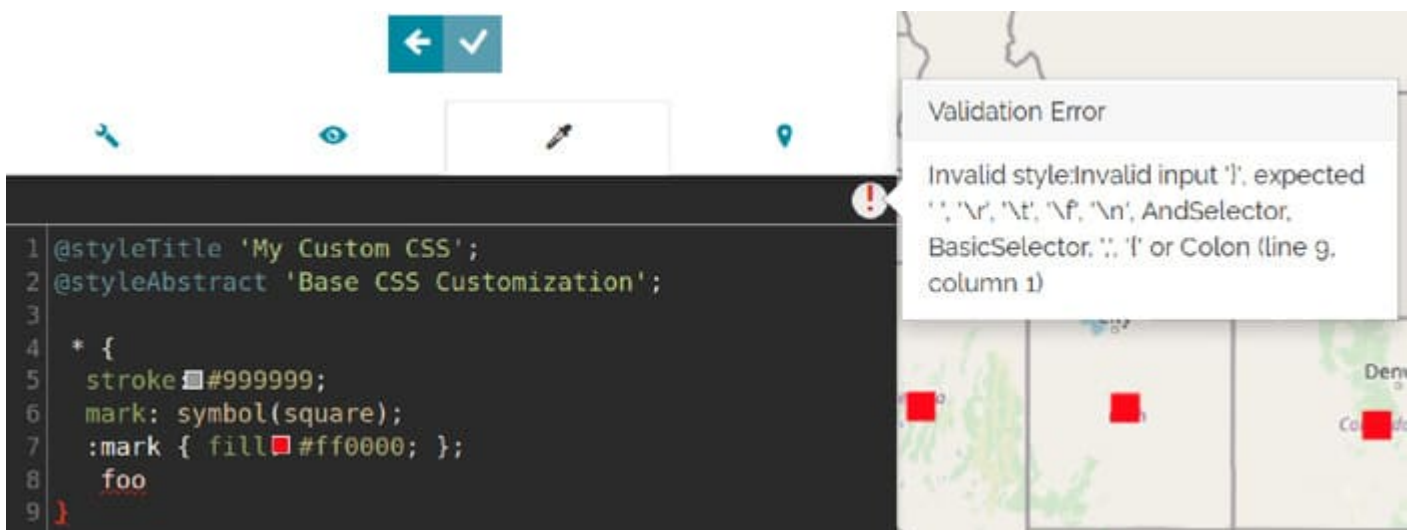 Validation Error
Invalid style:Invalid input '}', expected
' ', '\r', '\t', '\f', '\n', AndSelector,
BasicSelector, ',', '{' or Colon (line 9,
column 1)
1 @styleTitle 'My Custom CSS';
2 @styleAbstract 'Base CSS Customization';
3
4 * {
5 stroke: #999999;
6 mark: symbol(square);
7 :mark { fill: #ff0000; };
8 foo
9 }
City
Denv